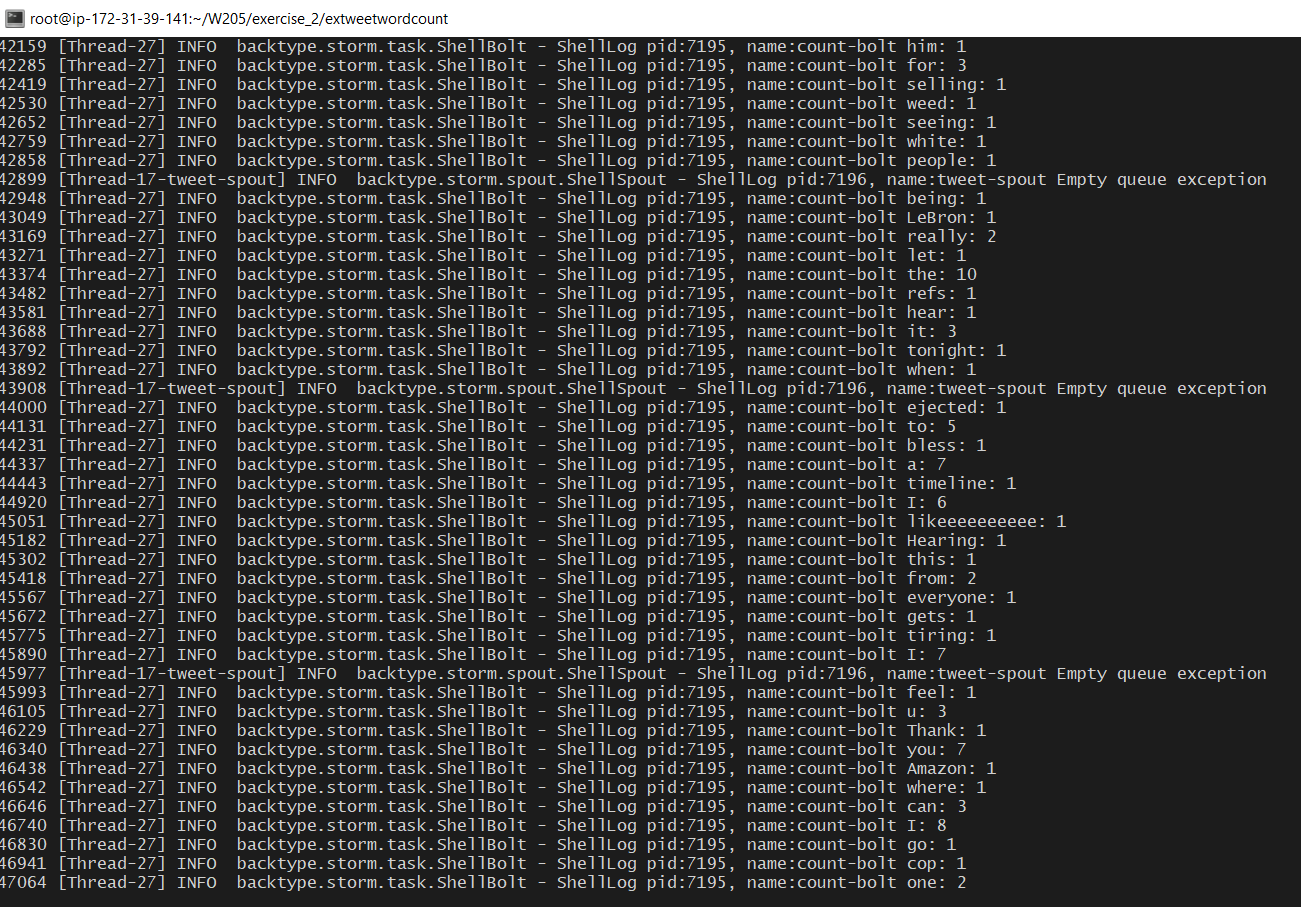 root@ip-172-31-39-141:~/W205/exercise_2/extweetwordcount
42159 [Thread-27] INFO  backtype.storm.task.ShellBolt - ShellLog pid:7195, name:count-bolt him: 1
42285 [Thread-27] INFO  backtype.storm.task.ShellBolt - ShellLog pid:7195, name:count-bolt for: 3
42419 [Thread-27] INFO  backtype.storm.task.ShellBolt - ShellLog pid:7195, name:count-bolt selling: 1
42530 [Thread-27] INFO  backtype.storm.task.ShellBolt - ShellLog pid:7195, name:count-bolt weed: 1
42652 [Thread-27] INFO  backtype.storm.task.ShellBolt - ShellLog pid:7195, name:count-bolt seeing: 1
42759 [Thread-27] INFO  backtype.storm.task.ShellBolt - ShellLog pid:7195, name:count-bolt white: 1
42858 [Thread-27] INFO  backtype.storm.task.ShellBolt - ShellLog pid:7195, name:count-bolt people: 1
42899 [Thread-17-tweet-spout] INFO  backtype.storm.spout.ShellSpout - ShellLog pid:7196, name:tweet-spout Empty queue exception
42948 [Thread-27] INFO  backtype.storm.task.ShellBolt - ShellLog pid:7195, name:count-bolt being: 1
43049 [Thread-27] INFO  backtype.storm.task.ShellBolt - ShellLog pid:7195, name:count-bolt LeBron: 1
43169 [Thread-27] INFO  backtype.storm.task.ShellBolt - ShellLog pid:7195, name:count-bolt really: 2
43271 [Thread-27] INFO  backtype.storm.task.ShellBolt - ShellLog pid:7195, name:count-bolt let: 1
43374 [Thread-27] INFO  backtype.storm.task.ShellBolt - ShellLog pid:7195, name:count-bolt the: 10
43482 [Thread-27] INFO  backtype.storm.task.ShellBolt - ShellLog pid:7195, name:count-bolt refs: 1
43581 [Thread-27] INFO  backtype.storm.task.ShellBolt - ShellLog pid:7195, name:count-bolt hear: 1
43688 [Thread-27] INFO  backtype.storm.task.ShellBolt - ShellLog pid:7195, name:count-bolt it: 3
43792 [Thread-27] INFO  backtype.storm.task.ShellBolt - ShellLog pid:7195, name:count-bolt tonight: 1
43892 [Thread-27] INFO  backtype.storm.task.ShellBolt - ShellLog pid:7195, name:count-bolt when: 1
43908 [Thread-17-tweet-spout] INFO  backtype.storm.spout.ShellSpout - ShellLog pid:7196, name:tweet-spout Empty queue exception
44000 [Thread-27] INFO  backtype.storm.task.ShellBolt - ShellLog pid:7195, name:count-bolt ejected: 1
44131 [Thread-27] INFO  backtype.storm.task.ShellBolt - ShellLog pid:7195, name:count-bolt to: 5
44231 [Thread-27] INFO  backtype.storm.task.ShellBolt - ShellLog pid:7195, name:count-bolt bless: 1
44337 [Thread-27] INFO  backtype.storm.task.ShellBolt - ShellLog pid:7195, name:count-bolt a: 7
44443 [Thread-27] INFO  backtype.storm.task.ShellBolt - ShellLog pid:7195, name:count-bolt timeline: 1
44920 [Thread-27] INFO  backtype.storm.task.ShellBolt - ShellLog pid:7195, name:count-bolt I: 6
45051 [Thread-27] INFO  backtype.storm.task.ShellBolt - ShellLog pid:7195, name:count-bolt likeeeeeeeeee: 1
45182 [Thread-27] INFO  backtype.storm.task.ShellBolt - ShellLog pid:7195, name:count-bolt Hearing: 1
45302 [Thread-27] INFO  backtype.storm.task.ShellBolt - ShellLog pid:7195, name:count-bolt this: 1
45418 [Thread-27] INFO  backtype.storm.task.ShellBolt - ShellLog pid:7195, name:count-bolt from: 2
45567 [Thread-27] INFO  backtype.storm.task.ShellBolt - ShellLog pid:7195, name:count-bolt everyone: 1
45672 [Thread-27] INFO  backtype.storm.task.ShellBolt - ShellLog pid:7195, name:count-bolt gets: 1
45775 [Thread-27] INFO  backtype.storm.task.ShellBolt - ShellLog pid:7195, name:count-bolt tiring: 1
45890 [Thread-27] INFO  backtype.storm.task.ShellBolt - ShellLog pid:7195, name:count-bolt I: 7
45977 [Thread-17-tweet-spout] INFO  backtype.storm.spout.ShellSpout - ShellLog pid:7196, name:tweet-spout Empty queue exception
45993 [Thread-27] INFO  backtype.storm.task.ShellBolt - ShellLog pid:7195, name:count-bolt feel: 1
46105 [Thread-27] INFO  backtype.storm.task.ShellBolt - ShellLog pid:7195, name:count-bolt u: 3
46229 [Thread-27] INFO  backtype.storm.task.ShellBolt - ShellLog pid:7195, name:count-bolt Thank: 1
46340 [Thread-27] INFO  backtype.storm.task.ShellBolt - ShellLog pid:7195, name:count-bolt you: 7
46438 [Thread-27] INFO  backtype.storm.task.ShellBolt - ShellLog pid:7195, name:count-bolt Amazon: 1
46542 [Thread-27] INFO  backtype.storm.task.ShellBolt - ShellLog pid:7195, name:count-bolt where: 1
46646 [Thread-27] INFO  backtype.storm.task.ShellBolt - ShellLog pid:7195, name:count-bolt can: 3
46740 [Thread-27] INFO  backtype.storm.task.ShellBolt - ShellLog pid:7195, name:count-bolt I: 8
46830 [Thread-27] INFO  backtype.storm.task.ShellBolt - ShellLog pid:7195, name:count-bolt go: 1
46941 [Thread-27] INFO  backtype.storm.task.ShellBolt - ShellLog pid:7195, name:count-bolt cop: 1
47064 [Thread-27] INFO  backtype.storm.task.ShellBolt - ShellLog pid:7195, name:count-bolt one: 2